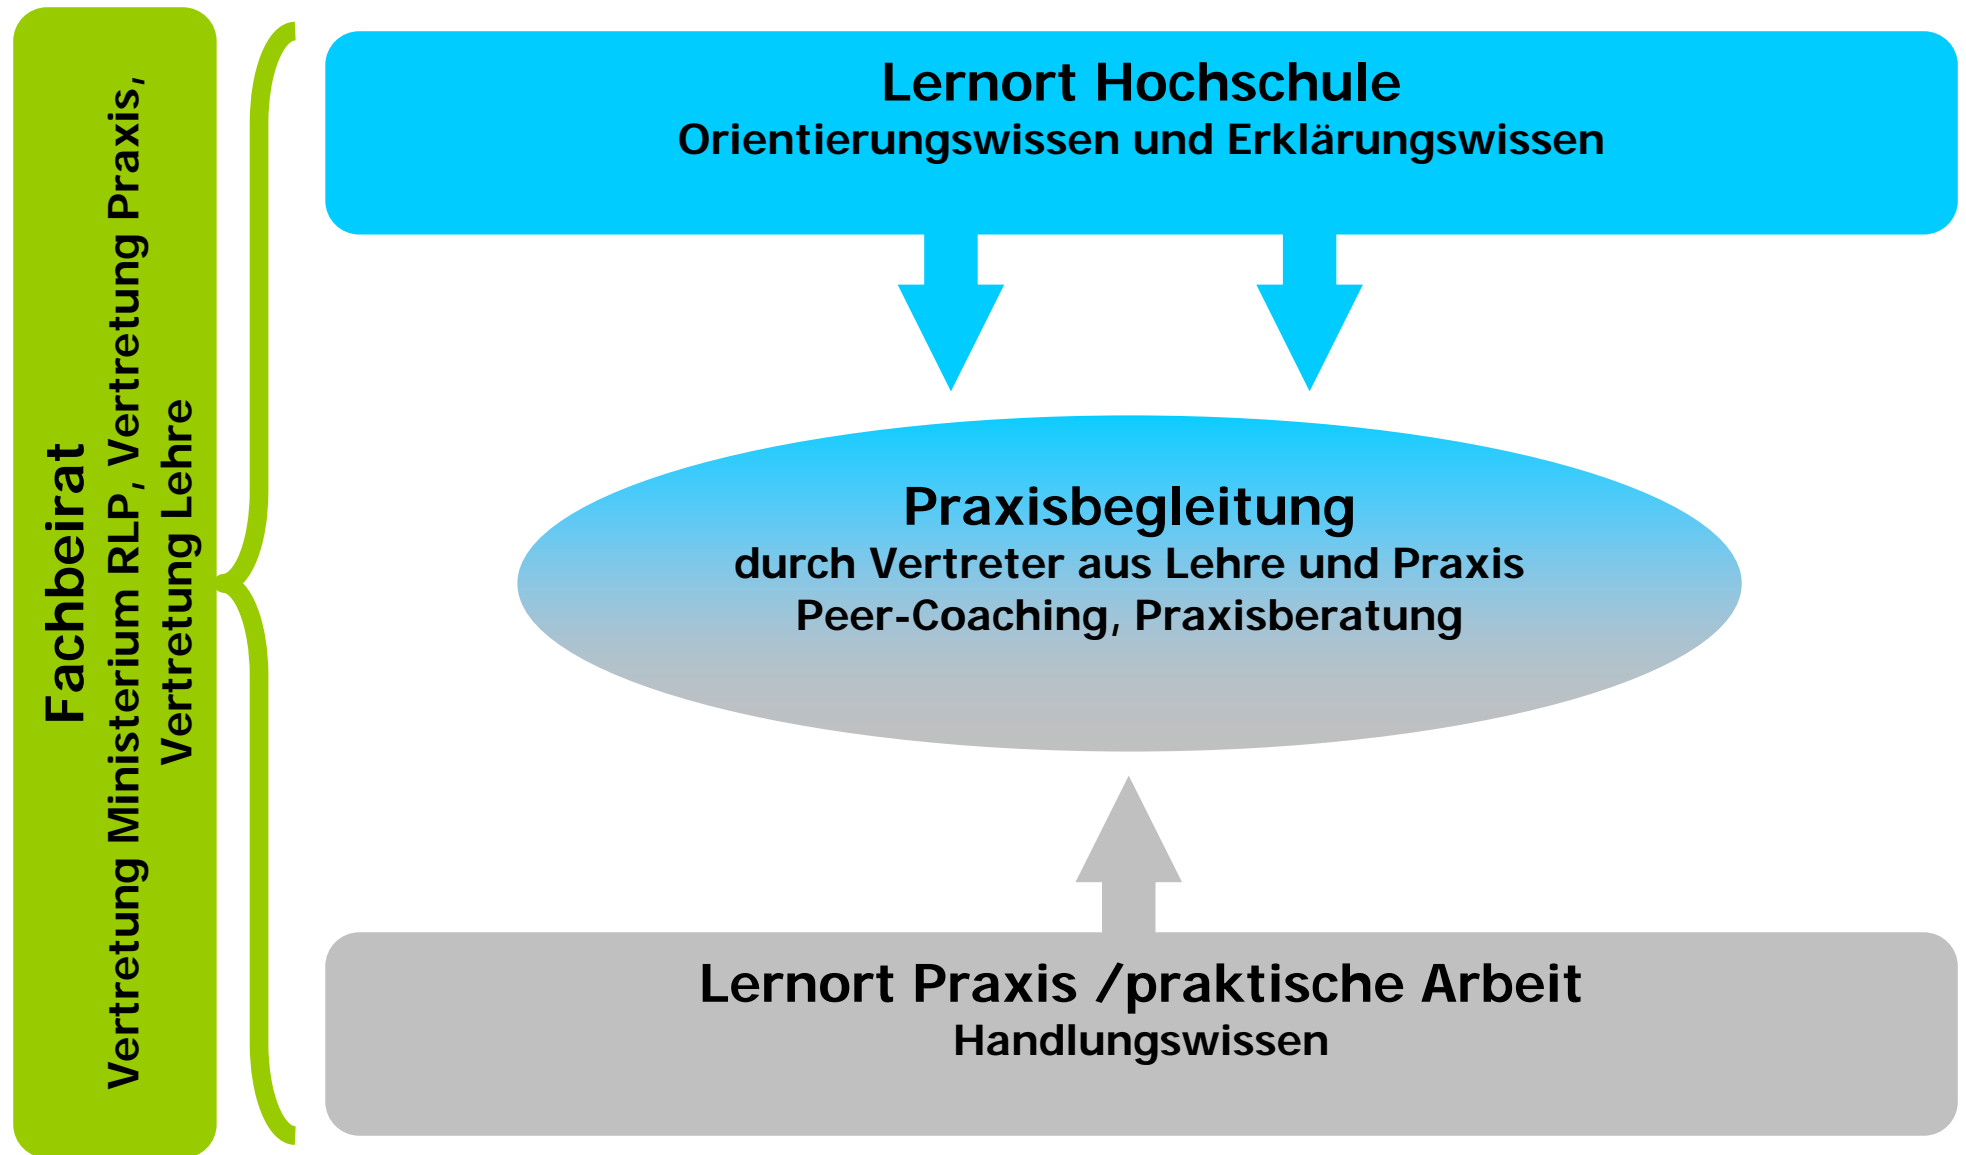 Fachbeirat
Vertretung Ministerium RLP, Vertretung Praxis,
Vertretung Lehre
Lernort Hochschule
Orientierungswissen und Erklärungswissen
Praxisbegleitung
durch Vertreter aus Lehre und Praxis
Peer-Coaching, Praxisberatung
Lernort Praxis /praktische Arbeit
Handlungswissen